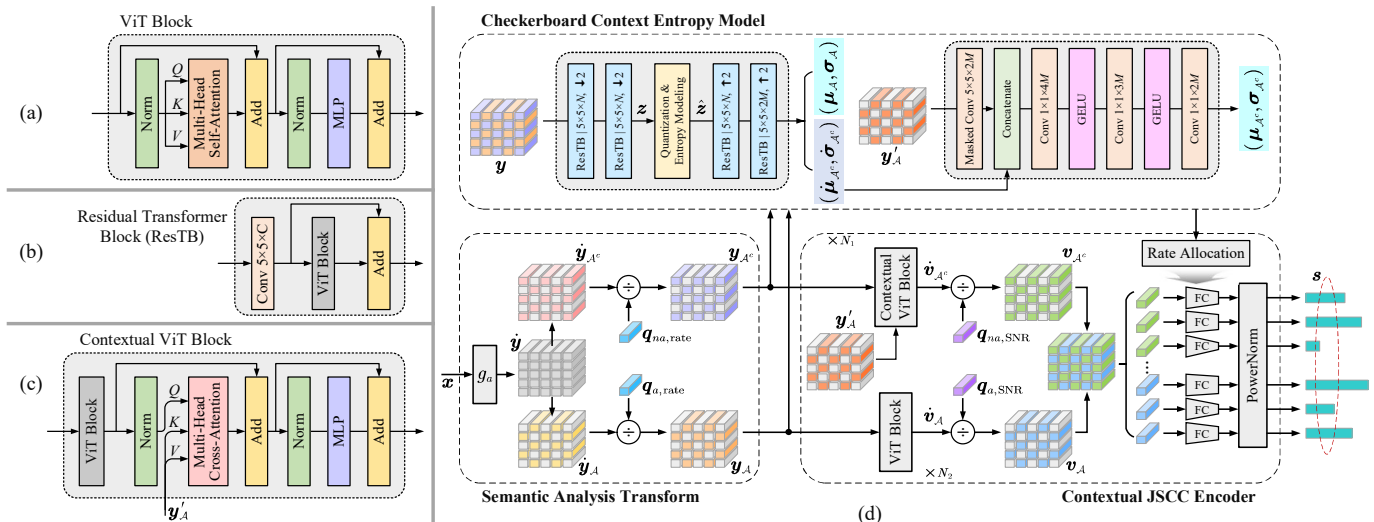 ViT Block
(a)
Norm
Q
K
V
Multi-Head
Self-Attention
Add
Norm
MLP
Add
(b)
Residual Transformer
Block (ResTB)
Conv 5×5×C
ViT Block
Add
Contextual ViT Block
(c)
ViT Block
Norm
Q
K
V
Multi-Head
Cross-Attention
Add
Norm
MLP
Add
y′_A
Checkerboard Context Entropy Model
y
ResTB | 5×5×N, ↓2
ResTB | 5×5×N, ↓2
z
Quantization &
Entropy Modeling
ẑ
ResTB | 5×5×N, ↑2
ResTB | 5×5×2M, ↑2
(μ_A, σ_A)
(μ̇_{A^c}, σ̇_{A^c})
y′_A
Masked Conv 5×5×2M
Concatenate
Conv 1×1×4M
GELU
Conv 1×1×3M
GELU
Conv 1×1×2M
(μ_{A^c}, σ_{A^c})
x
g_a
ẏ
ẏ_{A^c}
÷
q_{na,rate}
y_{A^c}
q_{a,rate}
÷
ẏ_A
y_A
Semantic Analysis Transform
×N₁
Contextual
ViT Block
v̇_{A^c}
÷
v_{A^c}
y′_A
q_{na,SNR}
q_{a,SNR}
ViT Block
v̇_A
÷
v_A
×N₂
Rate Allocation
FC
FC
FC
...
FC
FC
FC
PowerNorm
s
Contextual JSCC Encoder
(d)